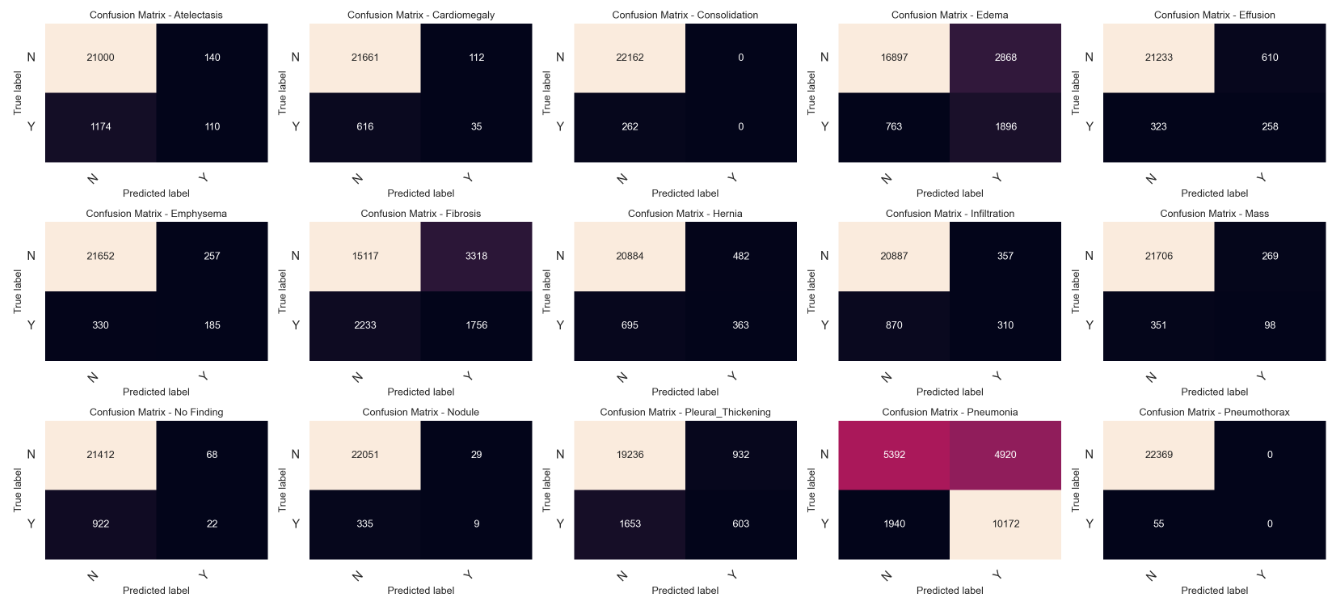 Confusion Matrix - Atelectasis
Confusion Matrix - Cardiomegaly
Confusion Matrix - Consolidation
Confusion Matrix - Edema
Confusion Matrix - Effusion
N 21000 140
N 21661 112
N 22162 0
N 16897 2868
N 21233 610
True label
True label
True label
True label
True label
Y 1174 110
Y 616 35
Y 262 0
Y 763 1896
Y 323 258
N Y
N Y
N Y
N Y
N Y
Predicted label
Predicted label
Predicted label
Predicted label
Predicted label
Confusion Matrix - Emphysema
Confusion Matrix - Fibrosis
Confusion Matrix - Hernia
Confusion Matrix - Infiltration
Confusion Matrix - Mass
N 21652 257
N 15117 3318
N 20884 482
N 20887 357
N 21706 269
True label
True label
True label
True label
True label
Y 330 185
Y 2233 1756
Y 695 363
Y 870 310
Y 351 98
N Y
N Y
N Y
N Y
N Y
Predicted label
Predicted label
Predicted label
Predicted label
Predicted label
Confusion Matrix - No Finding
Confusion Matrix - Nodule
Confusion Matrix - Pleural_Thickening
Confusion Matrix - Pneumonia
Confusion Matrix - Pneumothorax
N 21412 68
N 22051 29
N 19236 932
N 5392 4920
N 22369 0
True label
True label
True label
True label
True label
Y 922 22
Y 335 9
Y 1653 603
Y 1940 10172
Y 55 0
N Y
N Y
N Y
N Y
N Y
Predicted label
Predicted label
Predicted label
Predicted label
Predicted label